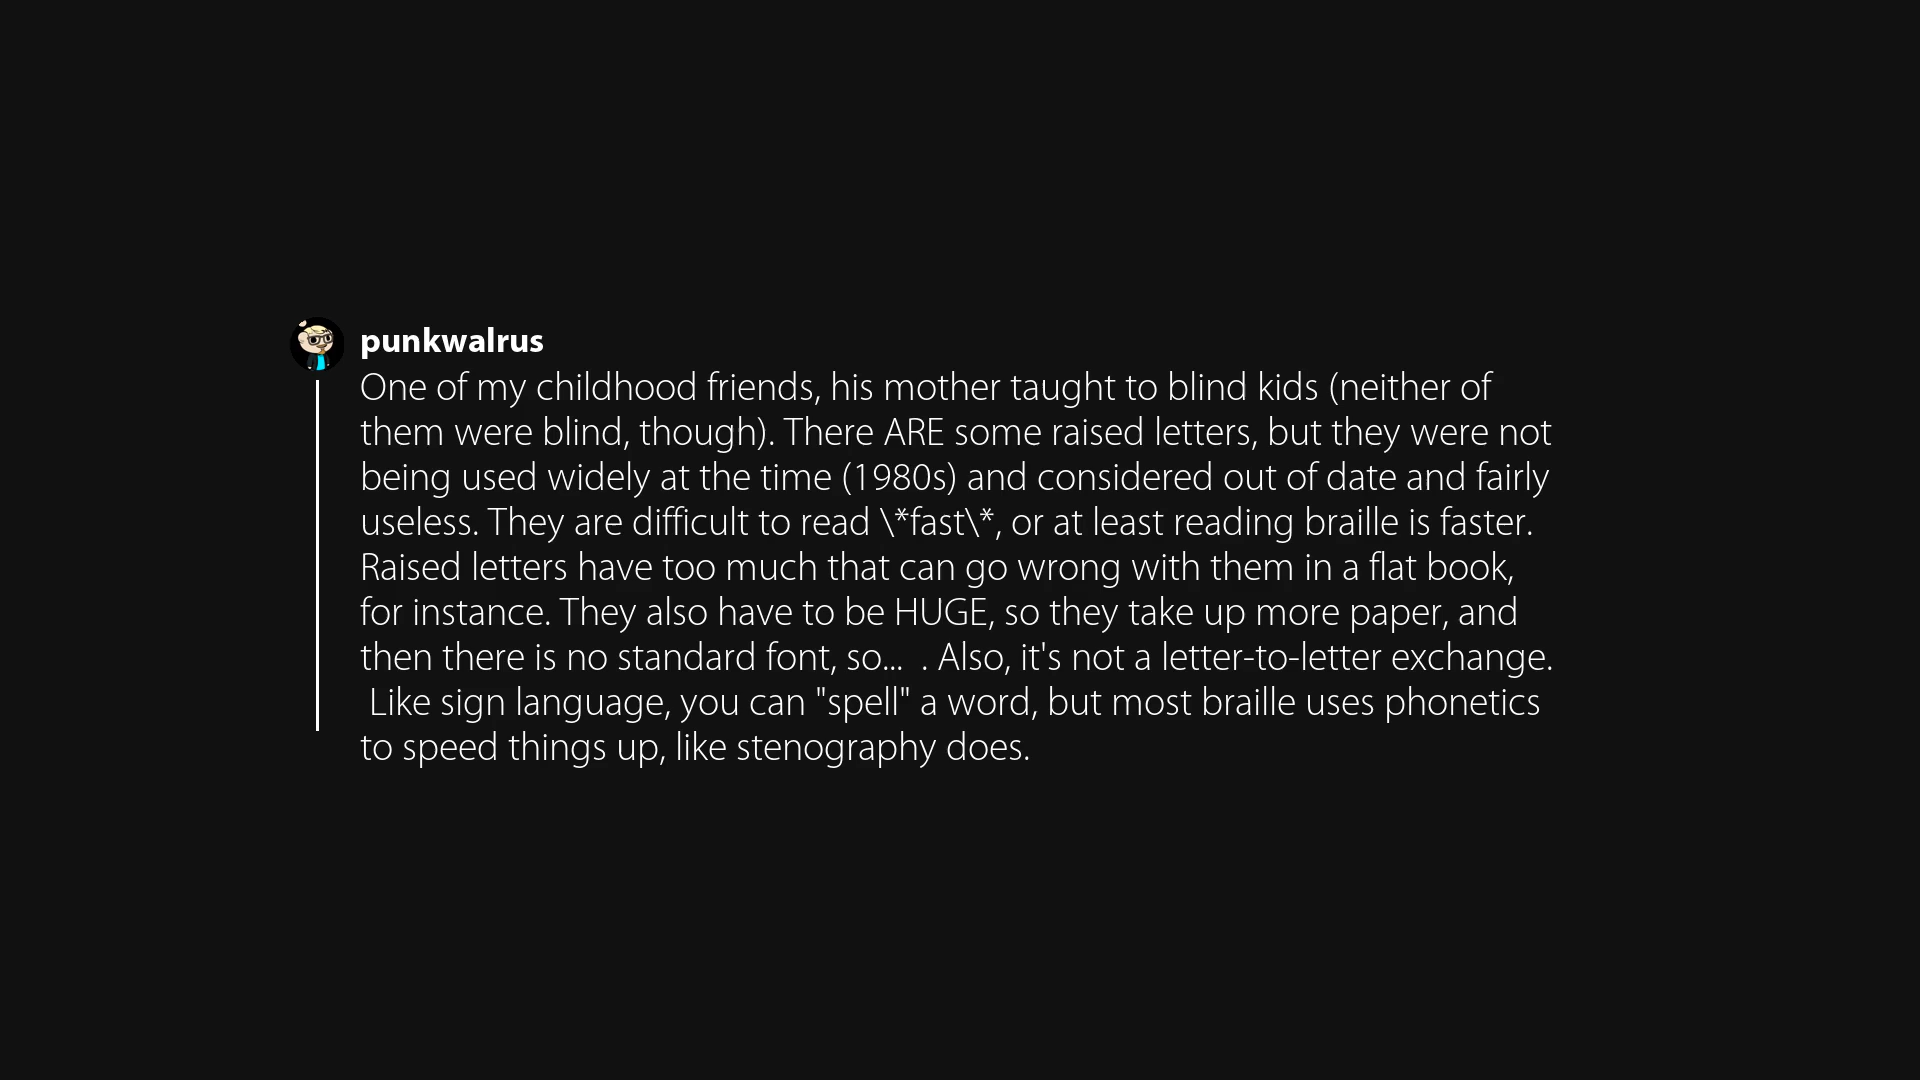 punkwalrus
One of my childhood friends, his mother taught to blind kids (neither of
them were blind, though). There ARE some raised letters, but they were not
being used widely at the time (1980s) and considered out of date and fairly
useless. They are difficult to read \*fast\*, or at least reading braille is faster.
Raised letters have too much that can go wrong with them in a flat book,
for instance. They also have to be HUGE, so they take up more paper, and
then there is no standard font, so...  . Also, it's not a letter-to-letter exchange.
Like sign language, you can "spell" a word, but most braille uses phonetics
to speed things up, like stenography does.